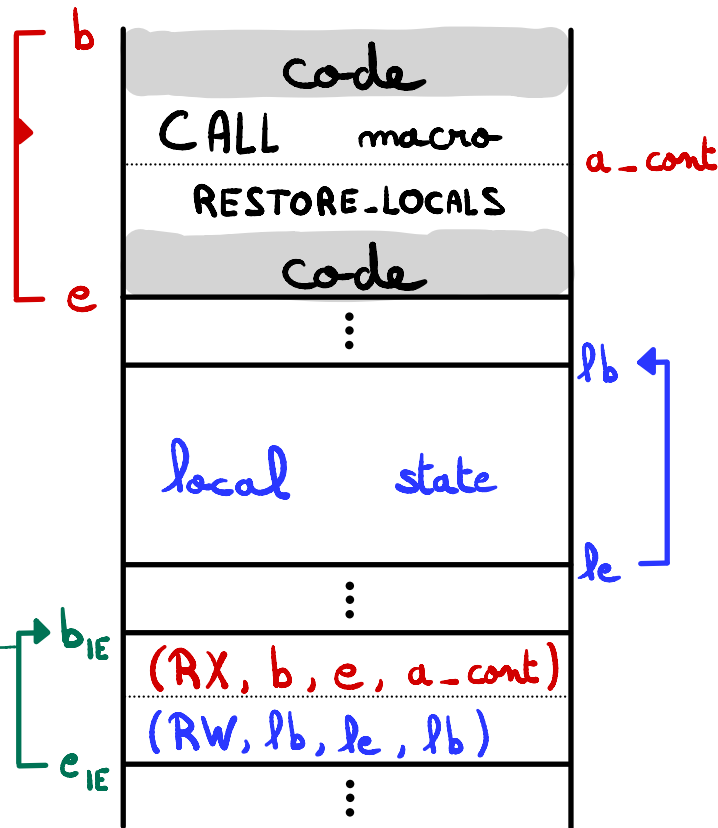 b
code
CALL macro
a_cont
RESTORE_LOCALS
code
e
lb
local state
le
b_IE
(RX, b, e, a_cont)
(RW, lb, le, lb)
e_IE